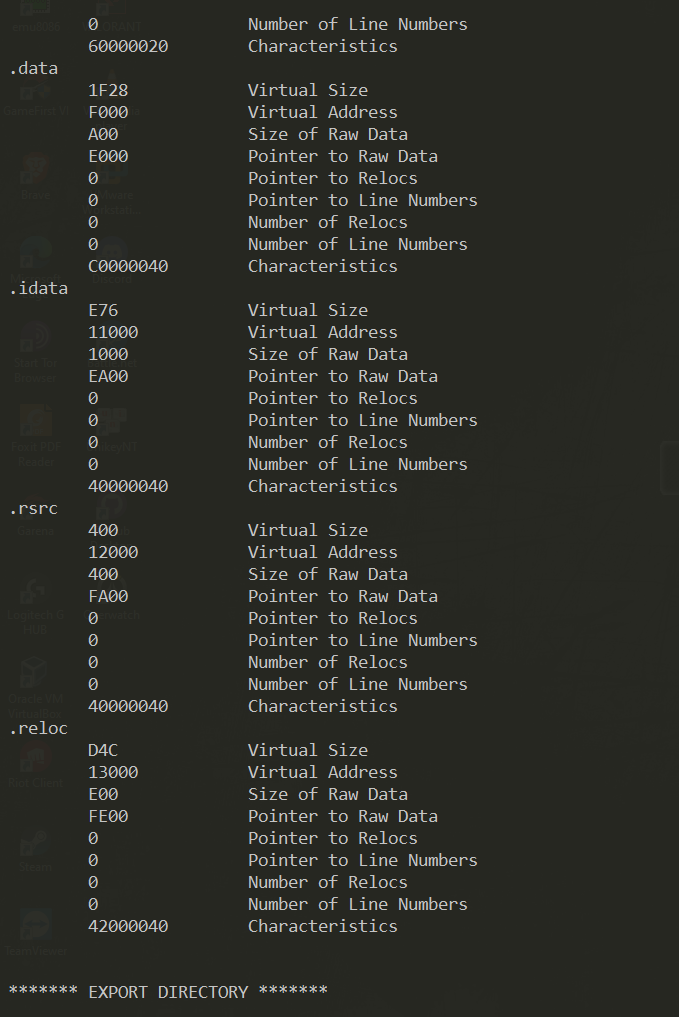 0 Number of Line Numbers
60000020 Characteristics
.data
1F28 Virtual Size
F000 Virtual Address
A00 Size of Raw Data
E000 Pointer to Raw Data
0 Pointer to Relocs
0 Pointer to Line Numbers
0 Number of Relocs
0 Number of Line Numbers
C0000040 Characteristics
.idata
E76 Virtual Size
11000 Virtual Address
1000 Size of Raw Data
EA00 Pointer to Raw Data
0 Pointer to Relocs
0 Pointer to Line Numbers
0 Number of Relocs
0 Number of Line Numbers
40000040 Characteristics
.rsrc
400 Virtual Size
12000 Virtual Address
400 Size of Raw Data
FA00 Pointer to Raw Data
0 Pointer to Relocs
0 Pointer to Line Numbers
0 Number of Relocs
0 Number of Line Numbers
40000040 Characteristics
.reloc
D4C Virtual Size
13000 Virtual Address
E00 Size of Raw Data
FE00 Pointer to Raw Data
0 Pointer to Relocs
0 Pointer to Line Numbers
0 Number of Relocs
0 Number of Line Numbers
42000040 Characteristics
******* EXPORT DIRECTORY *******